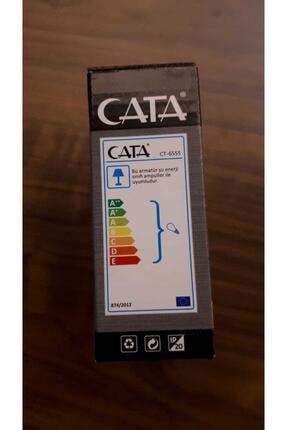 CATA®
CATA® CT-6555
Bu armatür şu enerji
sınıfı ampuller ile
uyumludur.
A++
A+
A
B
C
D
E
874/2012
IP
20